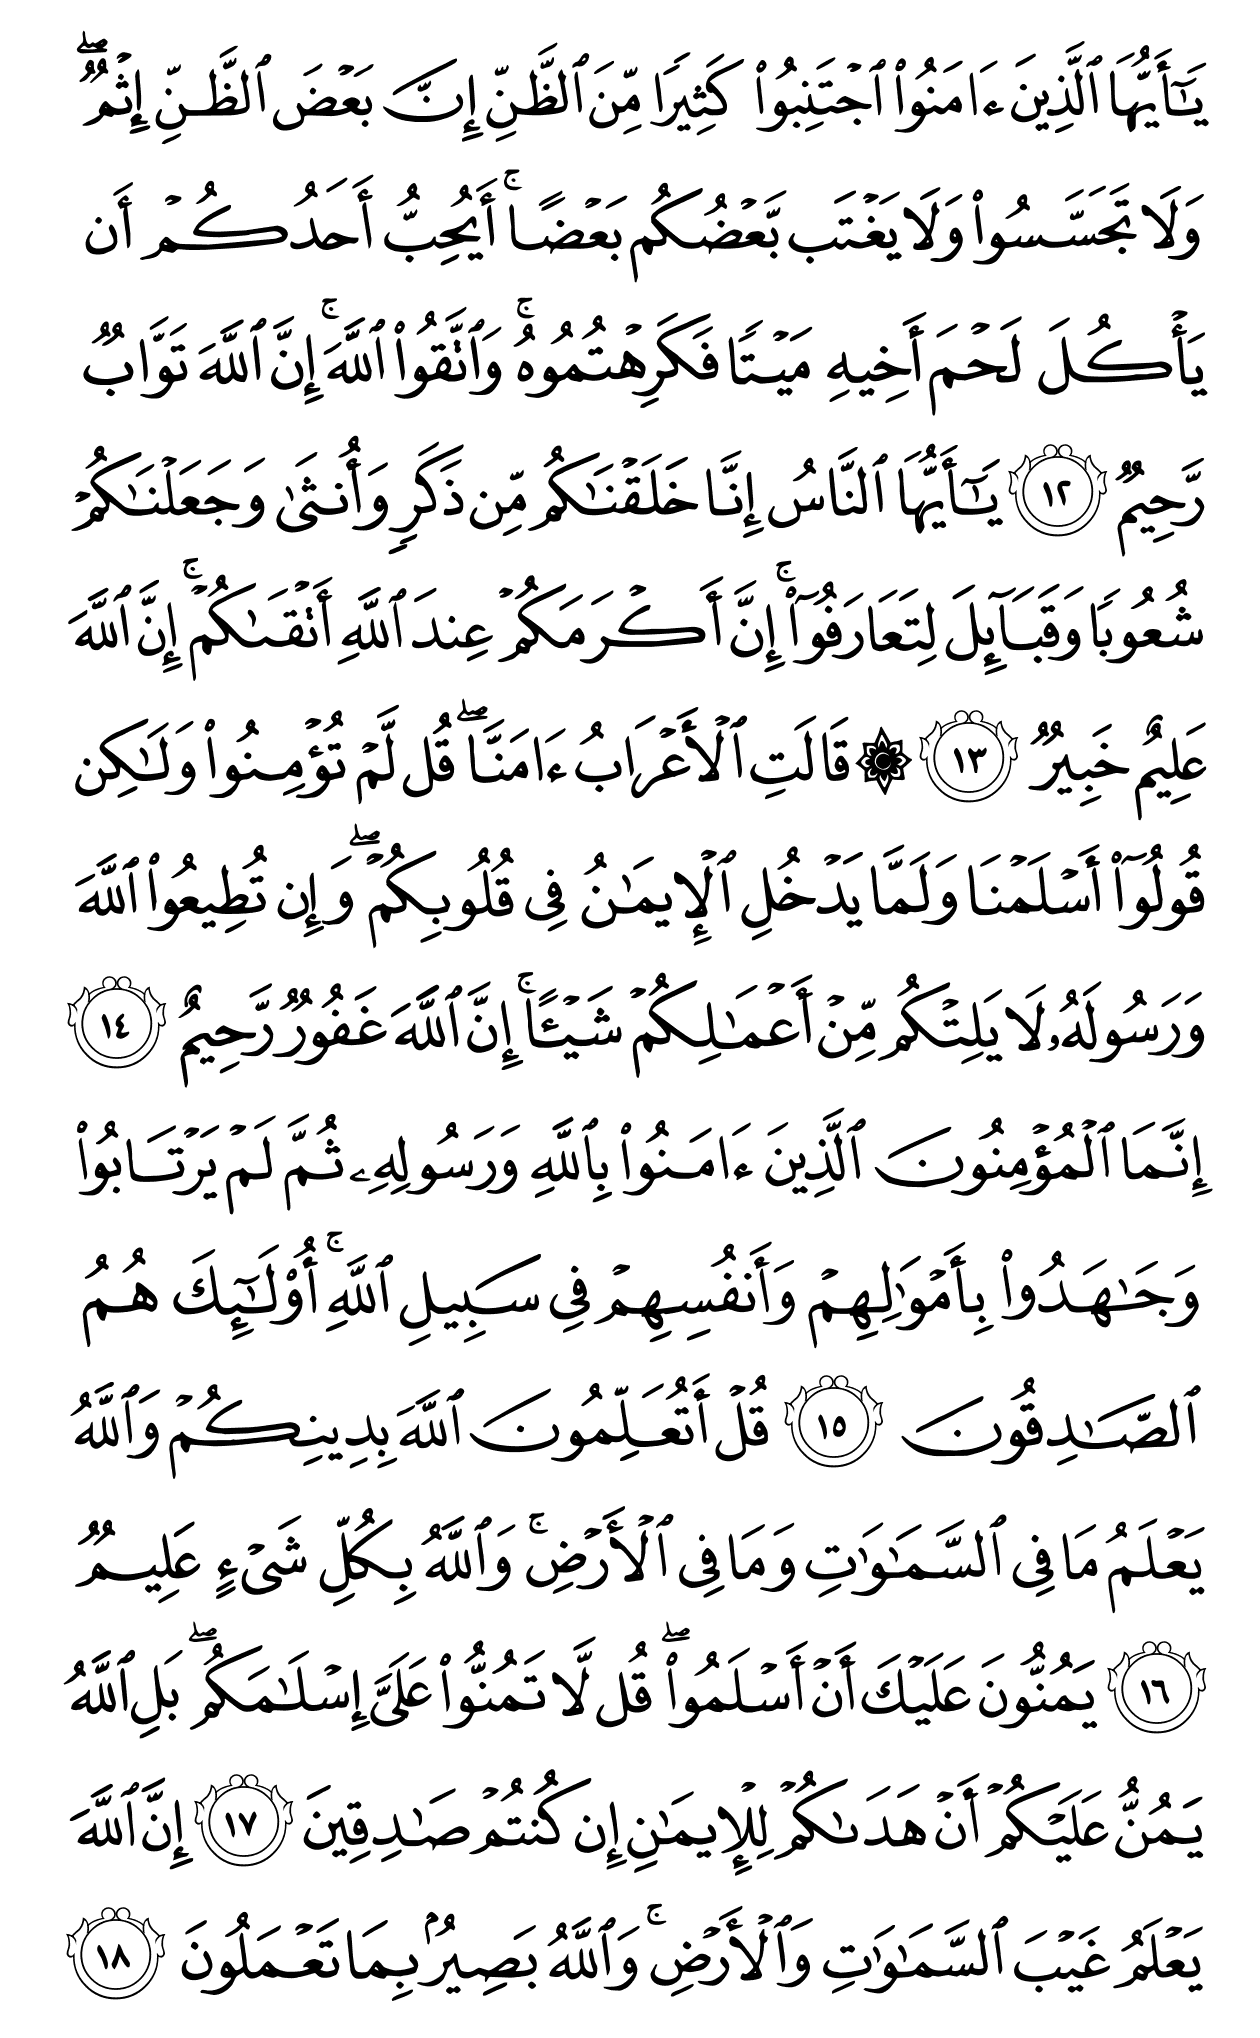 يَٰٓأَيُّهَا ٱلَّذِينَ ءَامَنُوا۟ ٱجْتَنِبُوا۟ كَثِيرًا مِّنَ ٱلظَّنِّ إِنَّ بَعْضَ ٱلظَّنِّ إِثْمٌ ۖ
وَلَا تَجَسَّسُوا۟ وَلَا يَغْتَب بَّعْضُكُم بَعْضًا ۚ أَيُحِبُّ أَحَدُكُمْ أَن
يَأْكُلَ لَحْمَ أَخِيهِ مَيْتًا فَكَرِهْتُمُوهُ ۚ وَٱتَّقُوا۟ ٱللَّهَ ۚ إِنَّ ٱللَّهَ تَوَّابٌ
رَّحِيمٌ ١٢ يَٰٓأَيُّهَا ٱلنَّاسُ إِنَّا خَلَقْنَٰكُم مِّن ذَكَرٍ وَأُنثَىٰ وَجَعَلْنَٰكُمْ
شُعُوبًا وَقَبَآئِلَ لِتَعَارَفُوٓا۟ ۚ إِنَّ أَكْرَمَكُمْ عِندَ ٱللَّهِ أَتْقَىٰكُمْ ۚ إِنَّ ٱللَّهَ
عَلِيمٌ خَبِيرٌ ١٣ ۞ قَالَتِ ٱلْأَعْرَابُ ءَامَنَّا ۖ قُل لَّمْ تُؤْمِنُوا۟ وَلَٰكِن
قُولُوٓا۟ أَسْلَمْنَا وَلَمَّا يَدْخُلِ ٱلْإِيمَٰنُ فِى قُلُوبِكُمْ ۖ وَإِن تُطِيعُوا۟ ٱللَّهَ
وَرَسُولَهُۥ لَا يَلِتْكُم مِّنْ أَعْمَٰلِكُمْ شَيْـًٔا ۚ إِنَّ ٱللَّهَ غَفُورٌ رَّحِيمٌ ١٤
إِنَّمَا ٱلْمُؤْمِنُونَ ٱلَّذِينَ ءَامَنُوا۟ بِٱللَّهِ وَرَسُولِهِۦ ثُمَّ لَمْ يَرْتَابُوا۟
وَجَٰهَدُوا۟ بِأَمْوَٰلِهِمْ وَأَنفُسِهِمْ فِى سَبِيلِ ٱللَّهِ ۚ أُو۟لَٰٓئِكَ هُمُ
ٱلصَّٰدِقُونَ ١٥ قُلْ أَتُعَلِّمُونَ ٱللَّهَ بِدِينِكُمْ وَٱللَّهُ
يَعْلَمُ مَا فِى ٱلسَّمَٰوَٰتِ وَمَا فِى ٱلْأَرْضِ ۚ وَٱللَّهُ بِكُلِّ شَىْءٍ عَلِيمٌ
١٦ يَمُنُّونَ عَلَيْكَ أَنْ أَسْلَمُوا۟ ۖ قُل لَّا تَمُنُّوا۟ عَلَىَّ إِسْلَٰمَكُم ۖ بَلِ ٱللَّهُ
يَمُنُّ عَلَيْكُمْ أَنْ هَدَىٰكُمْ لِلْإِيمَٰنِ إِن كُنتُمْ صَٰدِقِينَ ١٧ إِنَّ ٱللَّهَ
يَعْلَمُ غَيْبَ ٱلسَّمَٰوَٰتِ وَٱلْأَرْضِ ۚ وَٱللَّهُ بَصِيرٌۢ بِمَا تَعْمَلُونَ ١٨